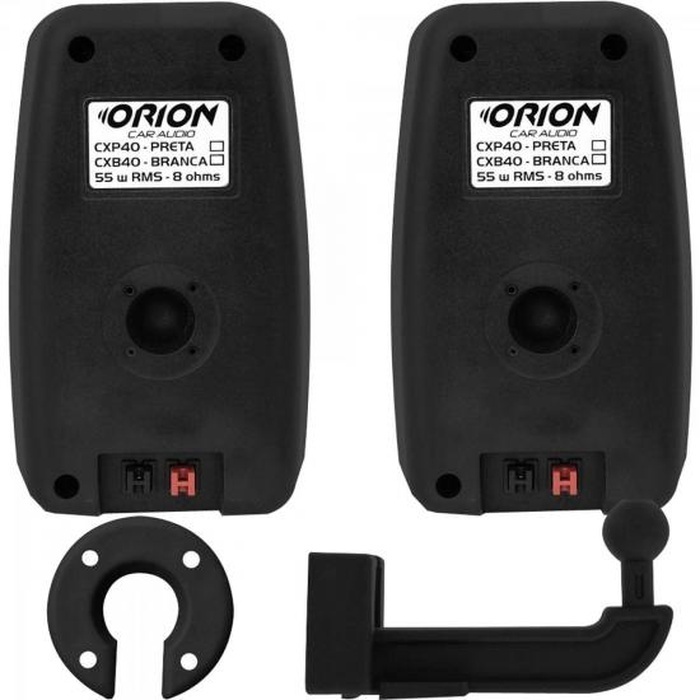 ORION
CAR AUDIO
CXP40 - PRETA
CXB40 - BRANCA
55 w RMS - 8 ohms
ORION
CAR AUDIO
CXP40 - PRETA
CXB40 - BRANCA
55 w RMS - 8 ohms